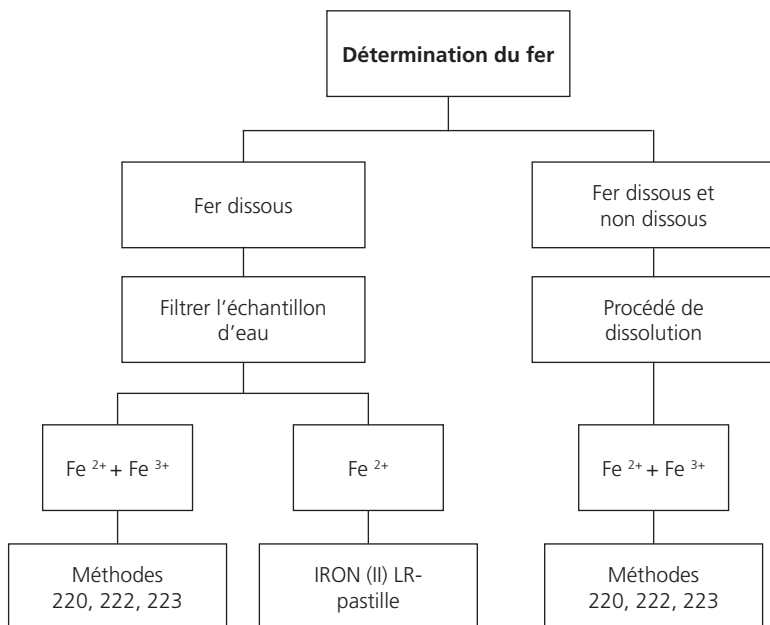 Détermination du fer
Fer dissous
Fer dissous et
non dissous
Filtrer l’échantillon
d’eau
Procédé de
dissolution
Fe 2+ + Fe 3+
Fe 2+
Fe 2+ + Fe 3+
Méthodes
220, 222, 223
IRON (II) LR-
pastille
Méthodes
220, 222, 223